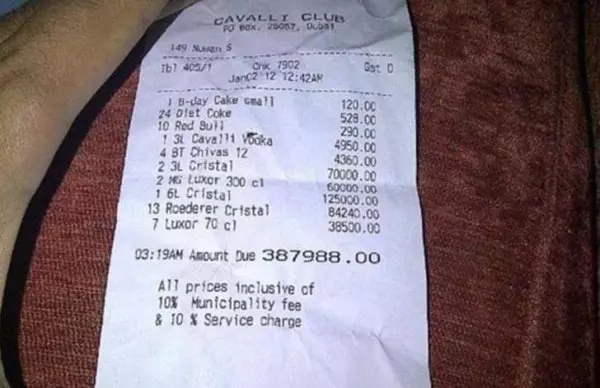 CAVALLI CLUB
PO Box, 26057, Dubai
149 Nuwan S
Tbl 405/1 Chk 7902 Gst 0
Jan02'12 12:42AM
1 B-day Cake small 120.00
24 Diet Coke 528.00
10 Red Bull 290.00
1 3L Cavalli Vodka 4950.00
4 BT Chivas 12 4360.00
2 3L Cristal 70000.00
2 MG Luxor 300 cl 60000.00
1 6L Cristal 125000.00
13 Roederer Cristal 84240.00
7 Luxor 70 cl 38500.00
03:19AM Amount Due 387988.00
All prices inclusive of
10% Municipality fee
& 10 % Service charge